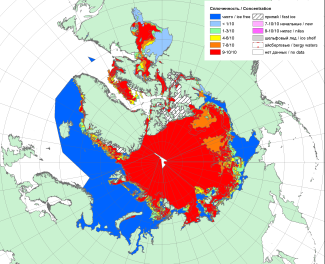 Сплоченность / Concentration
чисто / ice free
< 1/10
1-3/10
4-6/10
7-8/10
9-10/10
припай / fast ice
7-10/10 начальные / new
9-10/10 нилас / nilas
шельфовый лед / ice shelf
айсберговые / bergy waters
нет данных / no data